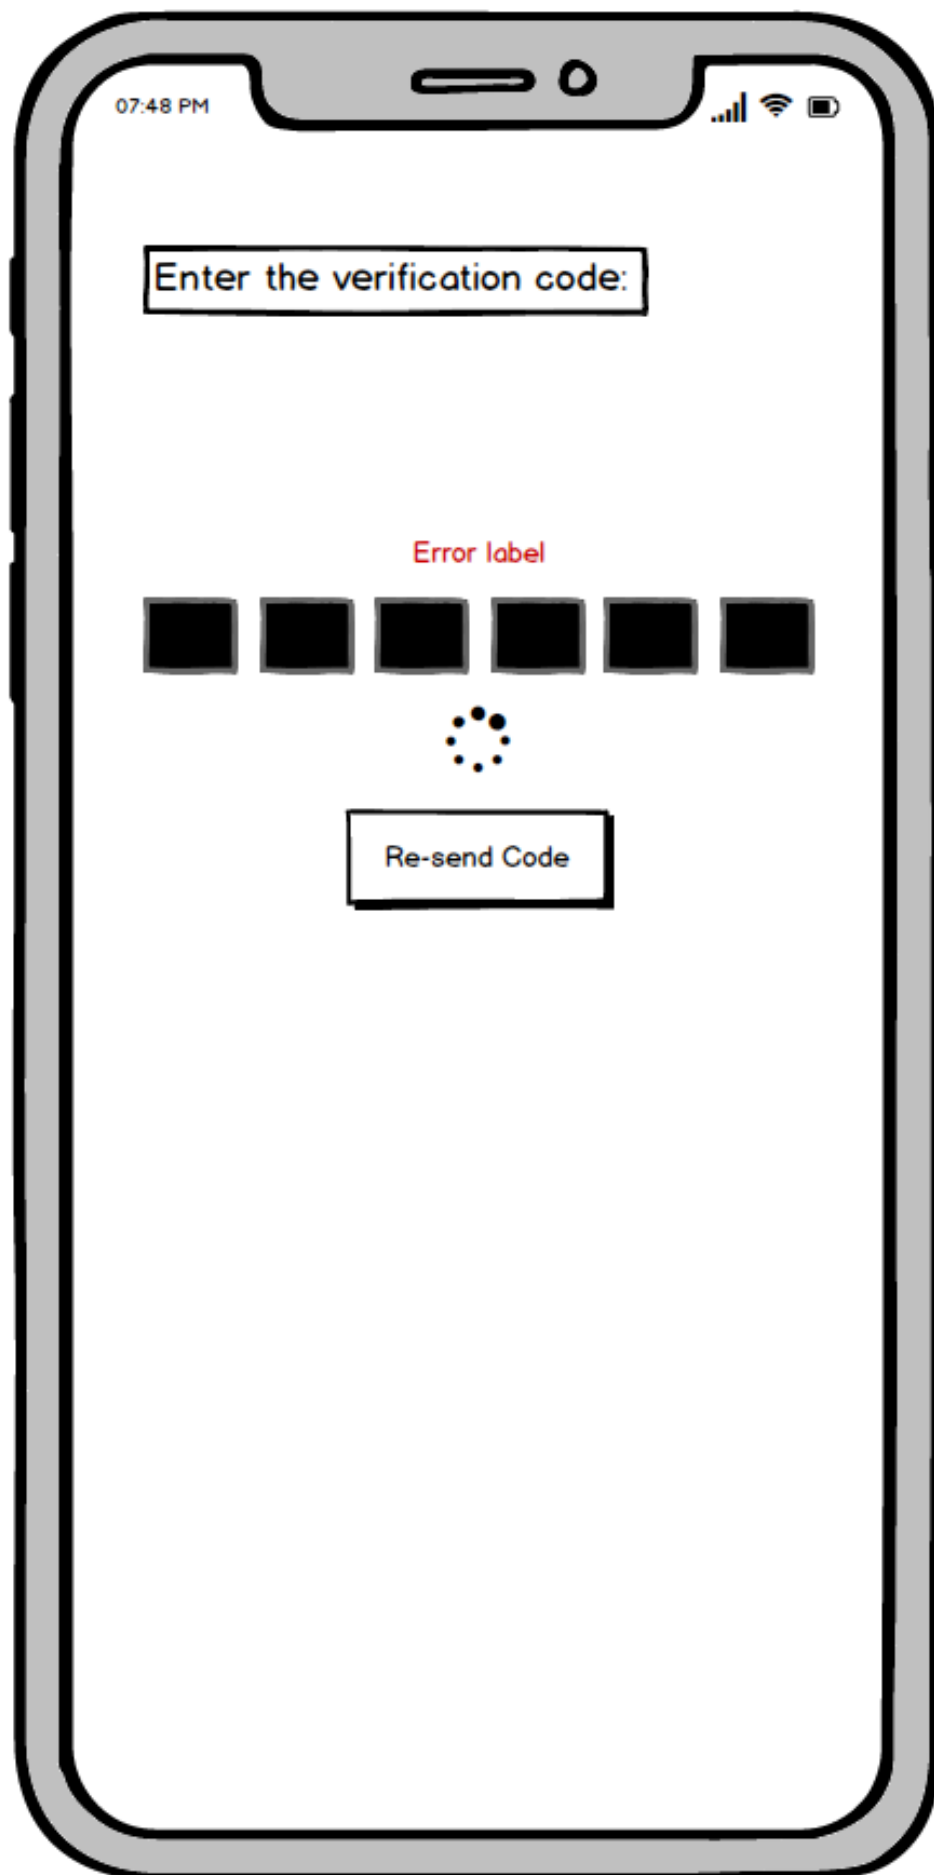 07:48 PM
Enter the verification code:
Error label
Re-send Code